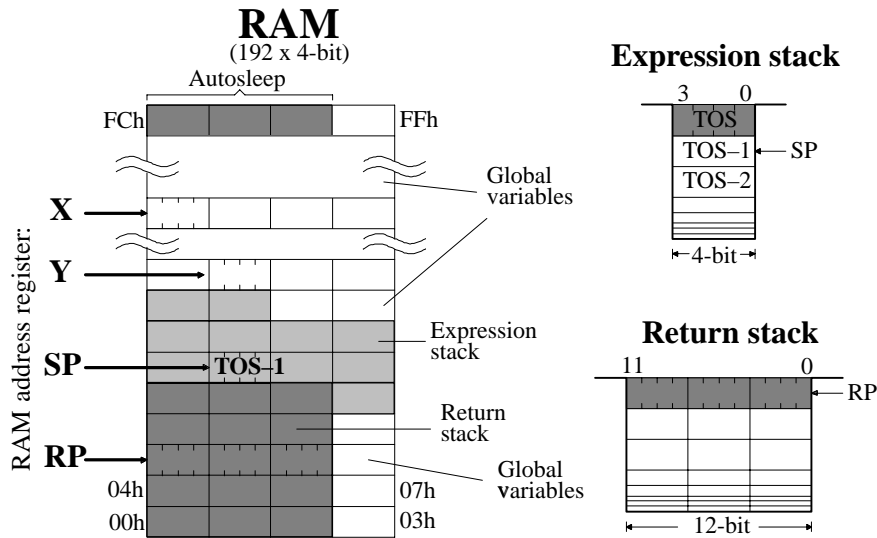 RAM
(192 x 4-bit)
Autosleep
FCh
FFh
Global
variables
X
Y
SP
TOS–1
RP
RAM address register:
Expression
stack
Return
stack
04h
07h
Global
variables
00h
03h
Expression stack
3 0
TOS
TOS–1
SP
TOS–2
4-bit
Return stack
11 0
RP
12-bit